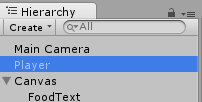 Hierarchy
Create All
Main Camera
Player
Canvas
FoodText